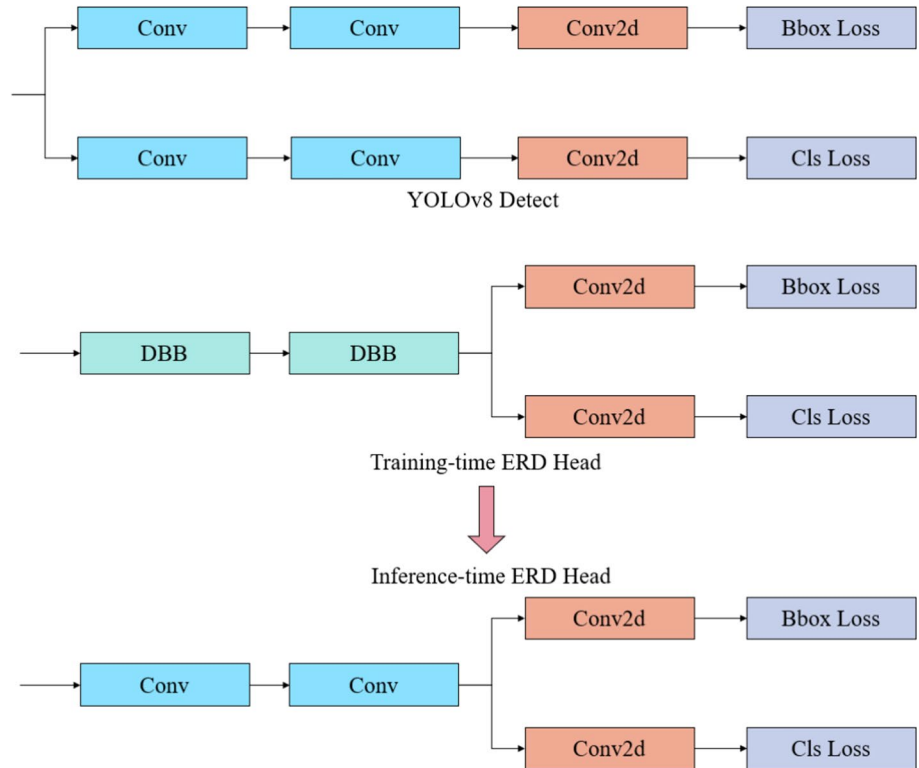 Conv Conv Conv2d Bbox Loss
Conv Conv Conv2d Cls Loss
YOLOv8 Detect
Conv2d Bbox Loss
DBB DBB
Conv2d Cls Loss
Training-time ERD Head
Inference-time ERD Head
Conv2d Bbox Loss
Conv Conv
Conv2d Cls Loss